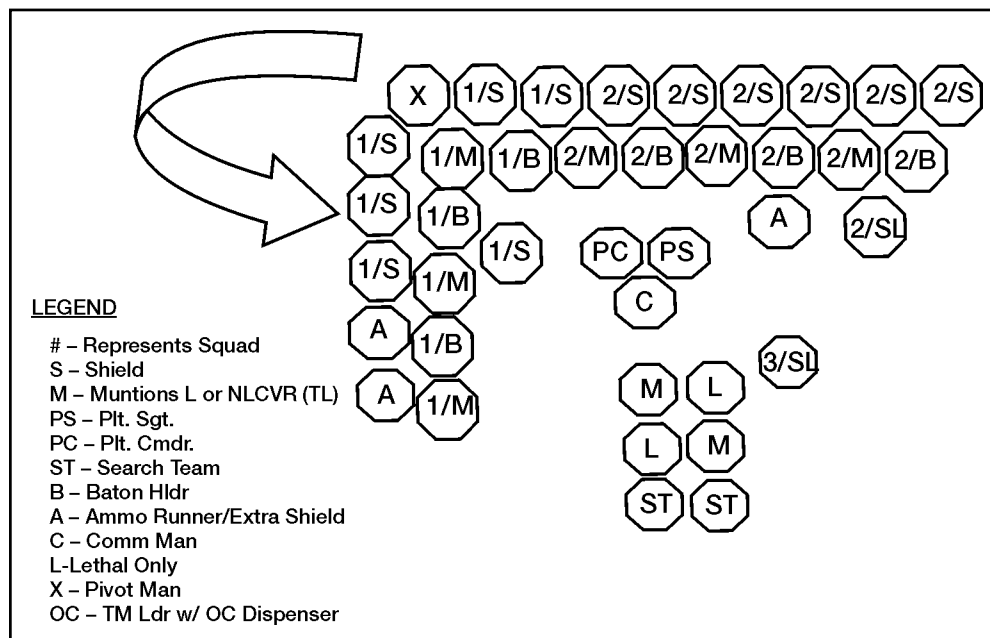 X 1/S 1/S 2/S 2/S 2/S 2/S 2/S 2/S
1/S 1/M 1/B 2/M 2/B 2/M 2/B 2/M 2/B
1/S 1/B A 2/SL
1/S 1/M 1/S PC PS
C
A 1/B 3/SL
A 1/M M L
L M
ST ST
LEGEND
# – Represents Squad
S – Shield
M – Muntions L or NLCVR (TL)
PS – Plt. Sgt.
PC – Plt. Cmdr.
ST – Search Team
B – Baton Hldr
A – Ammo Runner/Extra Shield
C – Comm Man
L-Lethal Only
X – Pivot Man
OC – TM Ldr w/ OC Dispenser